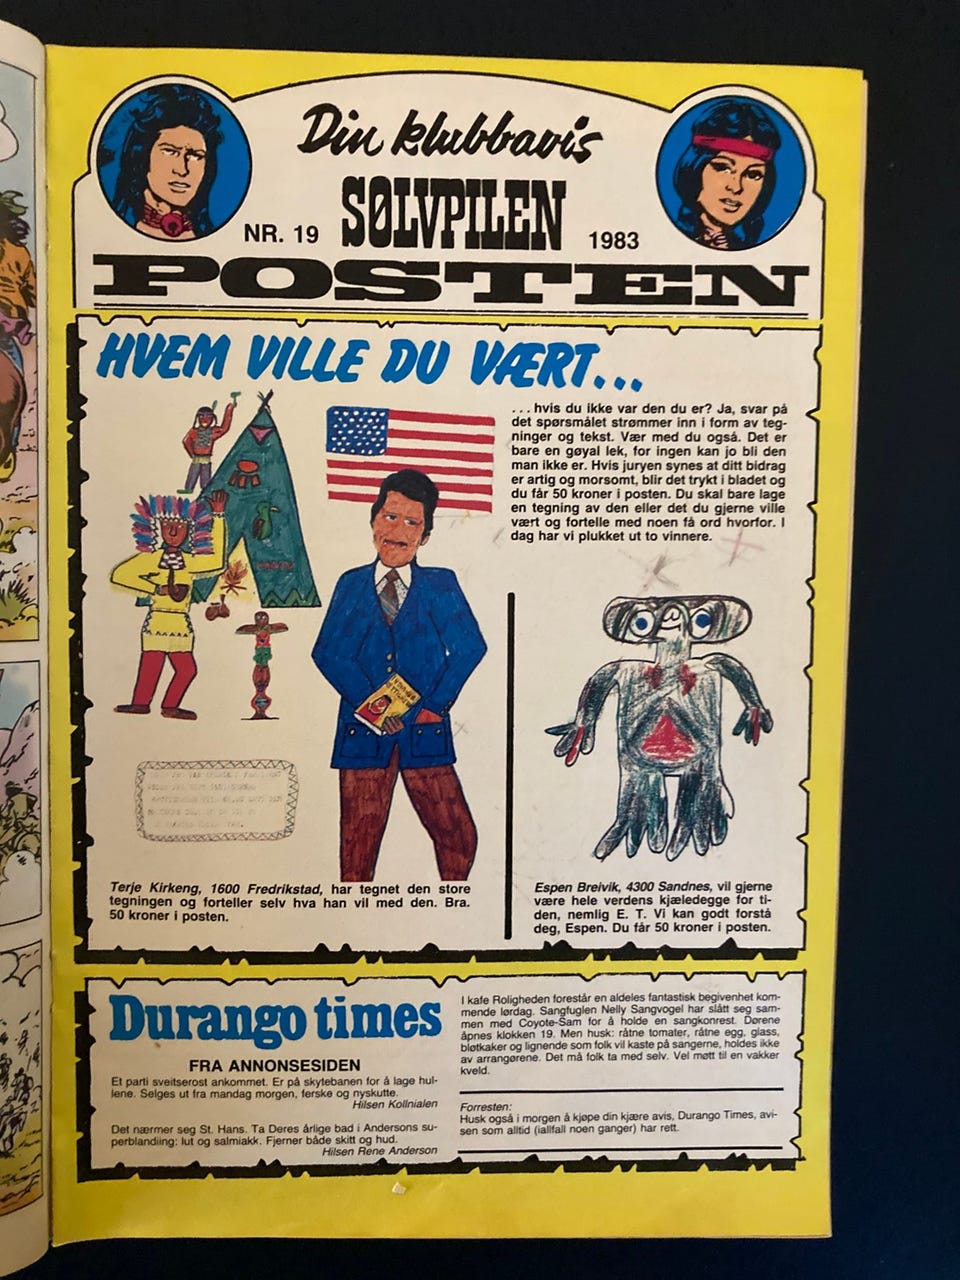 Din klubbavis
NR. 19 SØLVPILEN 1983
POSTEN
HVEM VILLE DU VÆRT...
...hvis du ikke var den du er? Ja, svar på
det spørsmålet strømmer inn i form av teg-
ninger og tekst. Vær med du også. Det er
bare en gøyal lek, for ingen kan jo bli den
man ikke er. Hvis juryen synes at ditt bidrag
er artig og morsomt, blir det trykt i bladet og
du får 50 kroner i posten. Du skal bare lage
en tegning av den eller det du gjerne ville
vært og fortelle med noen få ord hvorfor. I
dag har vi plukket ut to vinnere.
Terje Kirkeng, 1600 Fredrikstad, har tegnet den store
tegningen og forteller selv hva han vil med den. Bra.
50 kroner i posten.
Espen Breivik, 4300 Sandnes, vil gjerne
være hele verdens kjæledegge for ti-
den, nemlig E. T. Vi kan godt forstå
deg, Espen. Du får 50 kroner i posten.
Durango times
FRA ANNONSESIDEN
Et parti sveitserost ankommet. Er på skytebanen for å lage hul-
lene. Selges ut fra mandag morgen, ferske og nyskutte.
Hilsen Kollnialen
Det nærmer seg St. Hans. Ta Deres årlige bad i Andersons su-
perblandiing: lut og salmiakk. Fjerner både skitt og hud.
Hilsen Rene Anderson
I kafe Roligheden forestår en aldeles fantastisk begivenhet kom-
mende lørdag. Sangfuglen Nelly Sangvogel har slått seg sam-
men med Coyote-Sam for å holde en sangkonrest. Dørene
åpnes klokken 19. Men husk: råtne tomater, råtne egg, glass,
bløtkaker og lignende som folk vil kaste på sangerne, holdes ikke
av arrangørene. Det må folk ta med selv. Vel møtt til en vakker
kveld.
Forresten:
Husk også i morgen å kjøpe din kjære avis, Durango Times, avi-
sen som alltid (iallfall noen ganger) har rett.